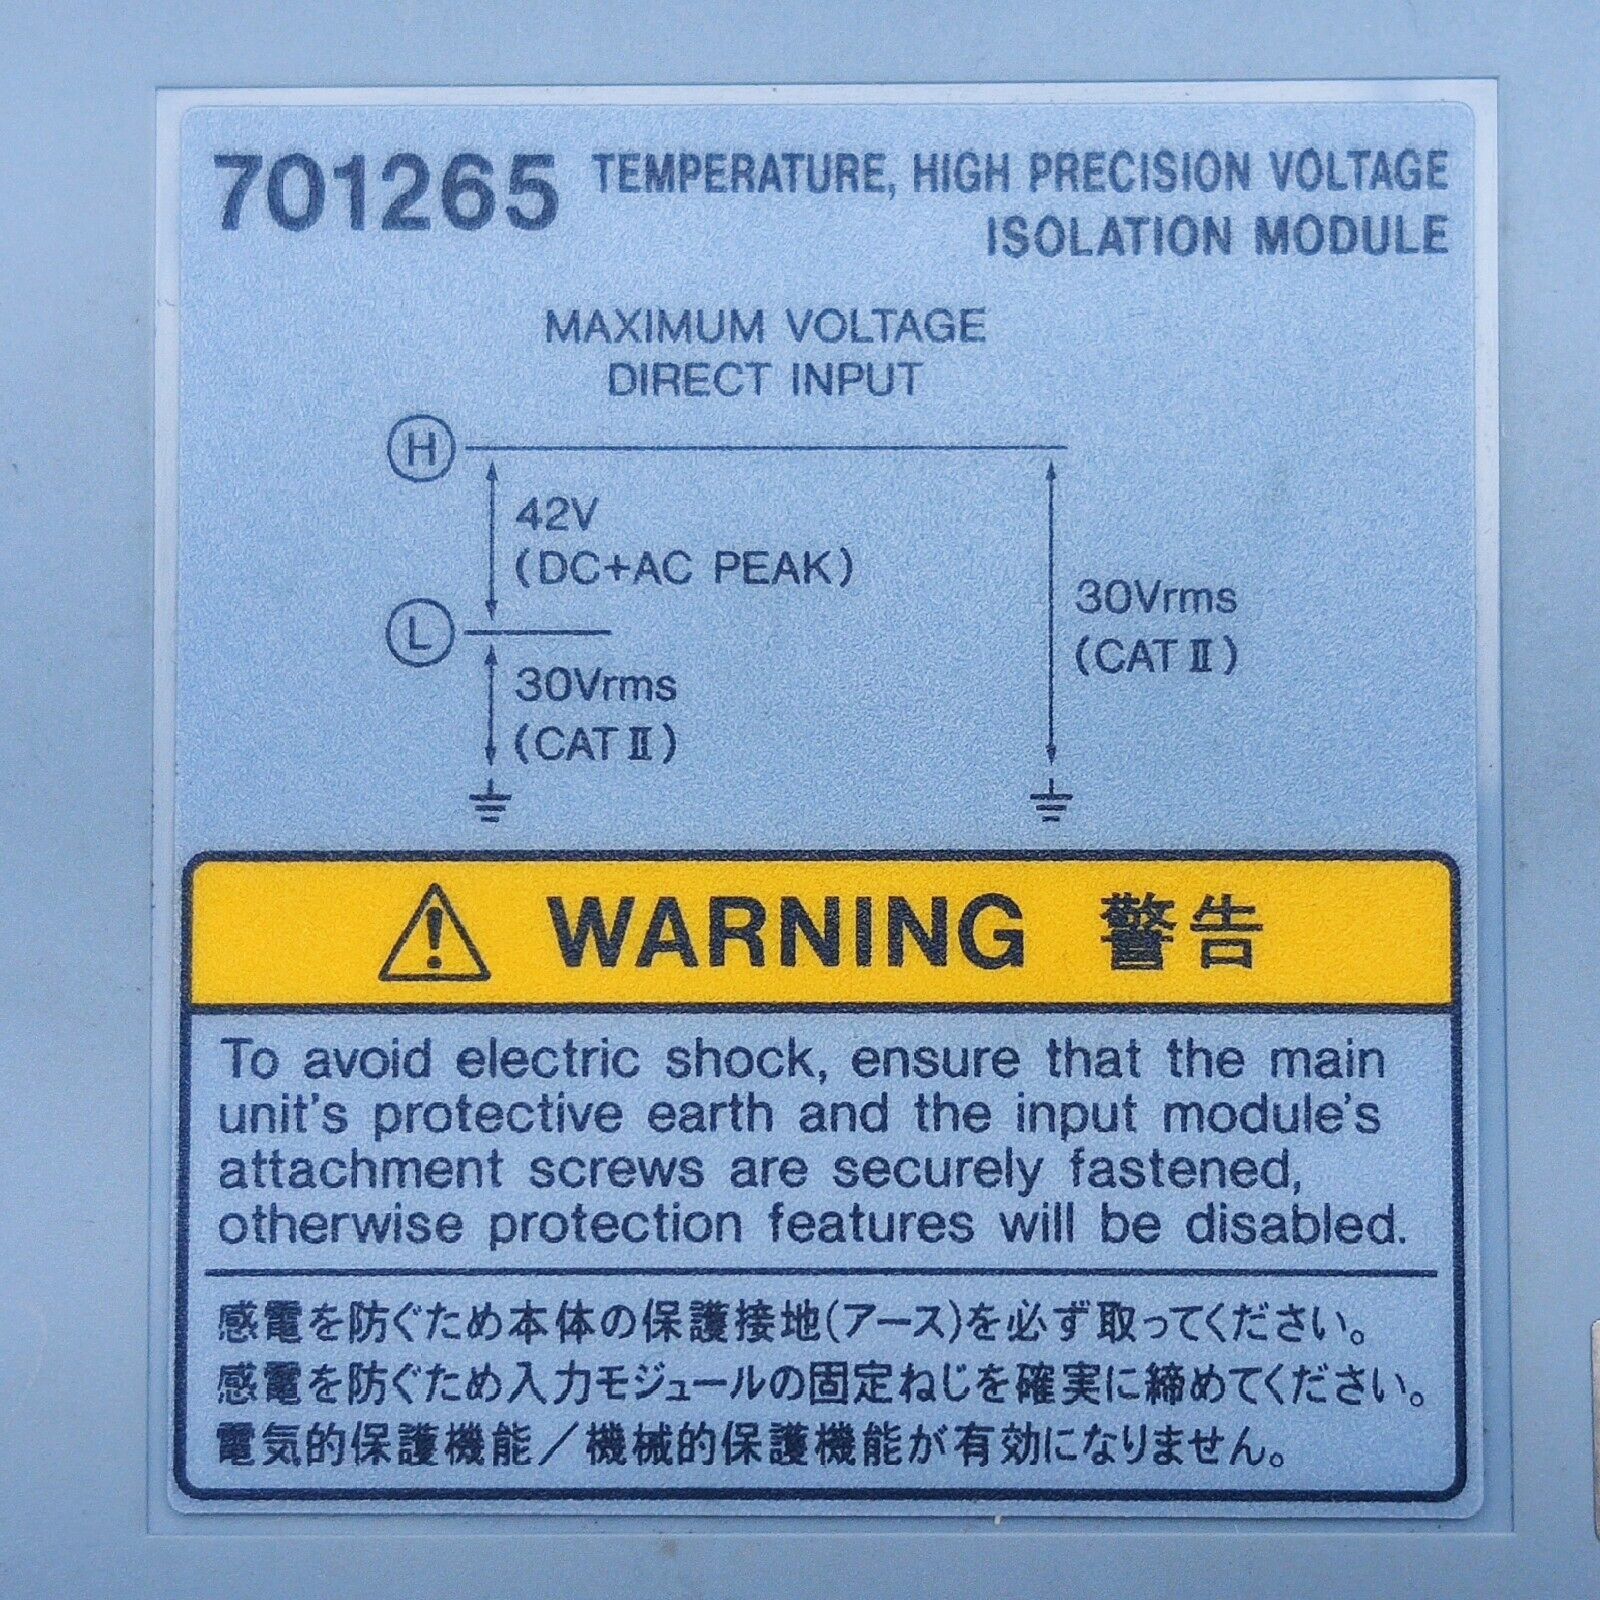 701265 TEMPERATURE, HIGH PRECISION VOLTAGE
ISOLATION MODULE
MAXIMUM VOLTAGE
DIRECT INPUT
H
42V
(DC+AC PEAK)
30Vrms
(CAT II)
L
30Vrms
(CAT II)
WARNING 警告
To avoid electric shock, ensure that the main
unit's protective earth and the input module's
attachment screws are securely fastened,
otherwise protection features will be disabled.
感電を防ぐため本体の保護接地(アース)を必ず取ってください。
感電を防ぐため入力モジュールの固定ねじを確実に締めてください。
電気的保護機能／機械的保護機能が有効になりません。